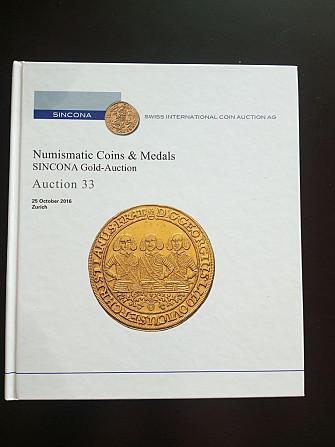 SINCONA
SWISS INTERNATIONAL COIN AUCTION AG
Numismatic Coins & Medals
SINCONA Gold-Auction
Auction 33
25 October 2016
Zurich